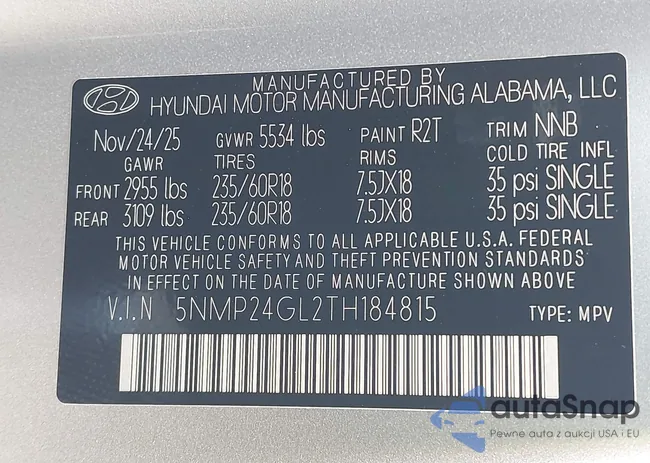 MANUFACTURED BY
HYUNDAI MOTOR MANUFACTURING ALABAMA, LLC
Nov/24/25 GVWR 5534 lbs PAINT R2T TRIM NNB
GAWR TIRES RIMS COLD TIRE INFL
FRONT 2955 lbs 235/60R18 7.5JX18 35 psi SINGLE
REAR 3109 lbs 235/60R18 7.5JX18 35 psi SINGLE
THIS VEHICLE CONFORMS TO ALL APPLICABLE U.S.A. FEDERAL
MOTOR VEHICLE SAFETY AND THEFT PREVENTION STANDARDS
IN EFFECT ON THE DATE OF MANUFACTURE SHOWN ABOVE
V.I.N 5NMP24GL2TH184815 TYPE: MPV
autoSnap
Pewne auta z aukcji USA i EU